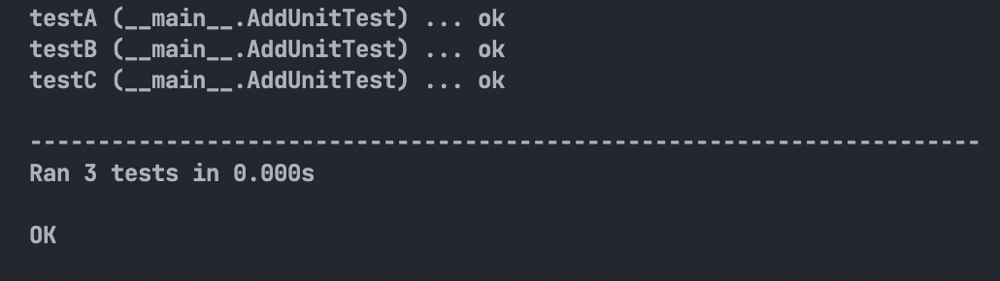 testA (__main__.AddUnitTest) ... ok
testB (__main__.AddUnitTest) ... ok
testC (__main__.AddUnitTest) ... ok
----------------------------------------------------------------------
Ran 3 tests in 0.000s
OK